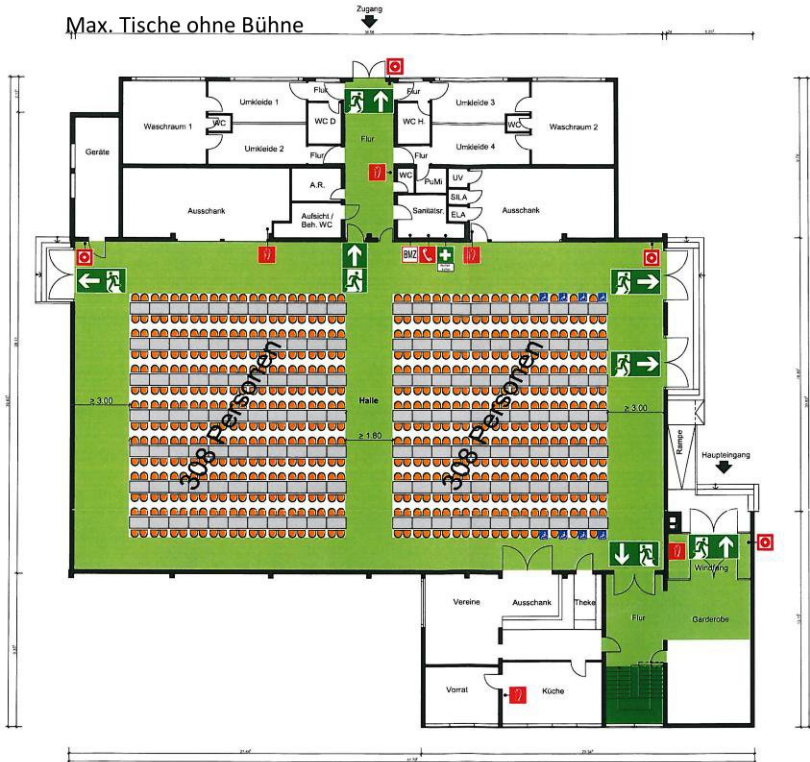 Zugang
Max. Tische ohne Bühne
Flur
Flur
Umkleide 1
Umkleide 3
Waschraum 1
WC
WC D
WC H.
WC
Waschraum 2
Flur
Geräte
Umkleide 2
Flur
Flur
Umkleide 4
WC
PuMi
UV
A.R.
SILA
Ausschank
Sanitätsr.
Ausschank
Aufsicht /
Beh. WC
ELA
BMZ
308 Personen
308 Personen
≥ 3.00
Halle
≥ 3.00
≥ 1.80
Rampe
Haupteingang
Windfang
Vereine
Ausschank
Theke
Flur
Garderobe
Vorrat
Küche